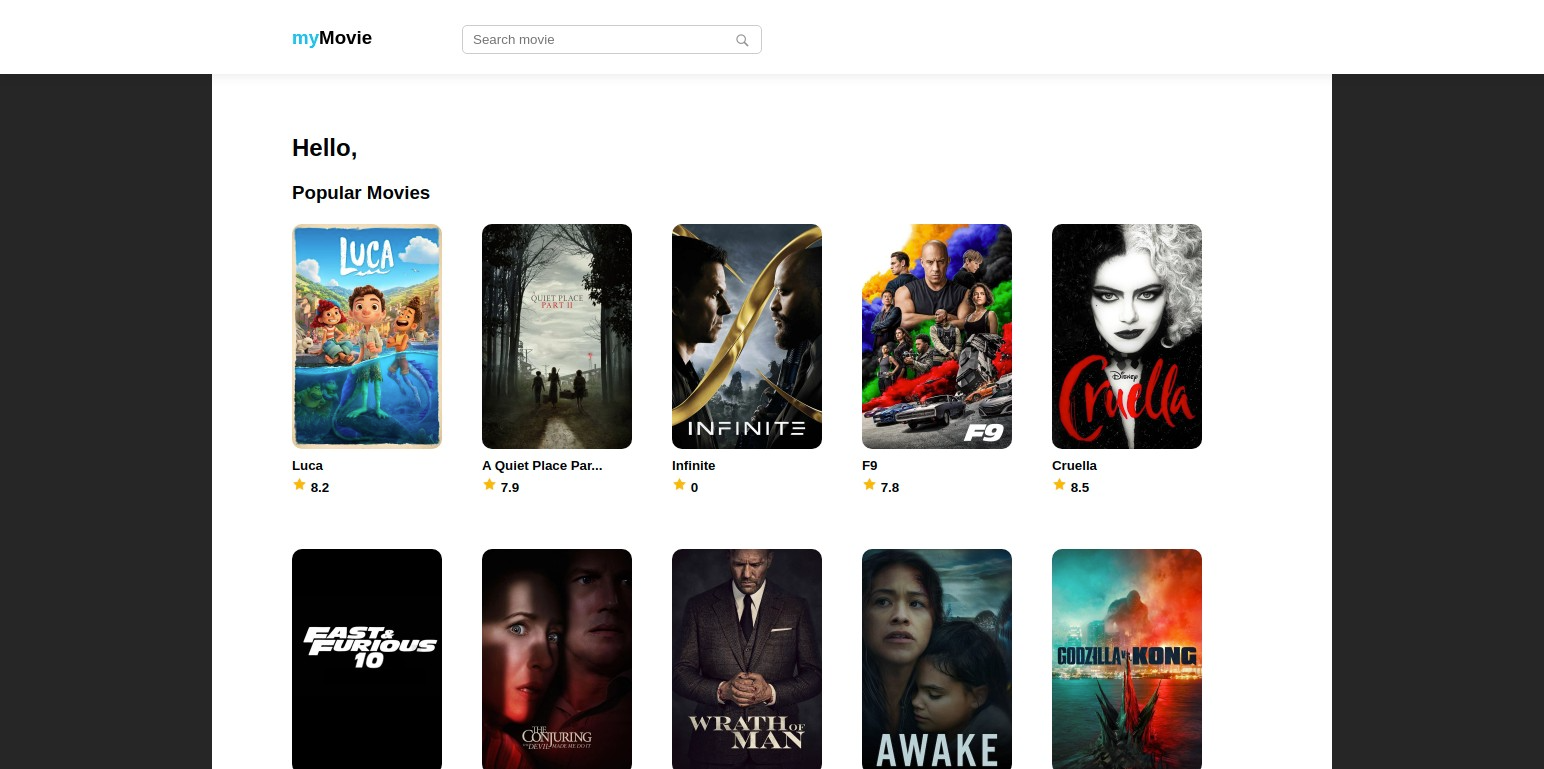 myMovie
Search movie
Hello,
Popular Movies
LUCA
QUIET PLACE
PART II
INFINITE
F9
Disney
Cruella
Luca
A Quiet Place Par...
Infinite
F9
Cruella
8.2
7.9
0
7.8
8.5
FAST &
FURIOUS
10
THE
CONJURING
THE DEVIL MADE ME DO IT
WRATH OF
MAN
AWAKE
GODZILLA vs KONG